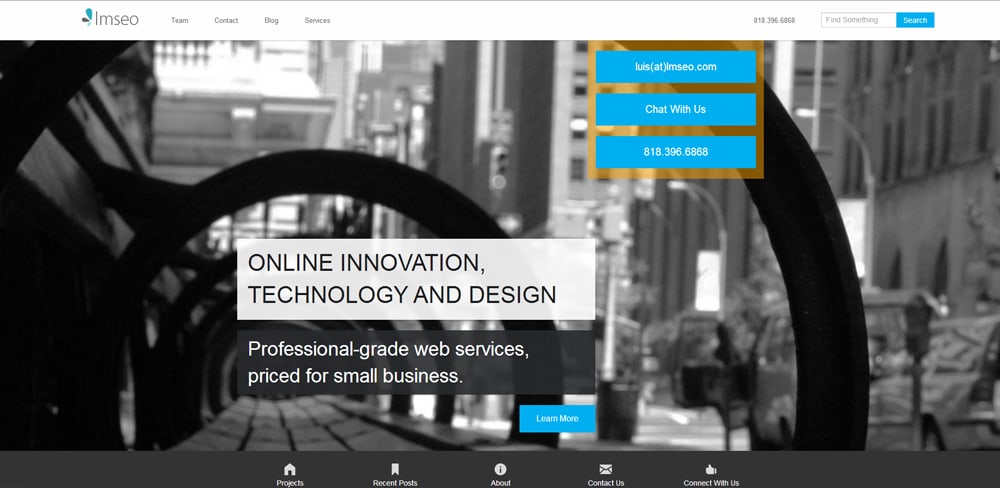 lmseo
Team Contact Blog Services
818.396.6868
Find Something Search
luis(at)lmseo.com
Chat With Us
818.396.6868
ONLINE INNOVATION,
TECHNOLOGY AND DESIGN
Professional-grade web services,
priced for small business.
Learn More
Projects Recent Posts About Contact Us Connect With Us